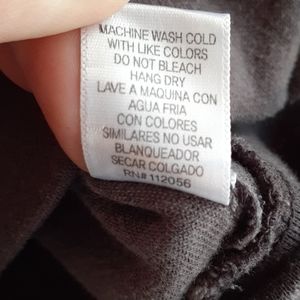 MACHINE WASH COLD
WITH LIKE COLORS
DO NOT BLEACH
HANG DRY
LAVE A MAQUINA CON
AGUA FRIA
CON COLORES
SIMILARES NO USAR
BLANQUEADOR
SECAR COLGADO
RN# 112056